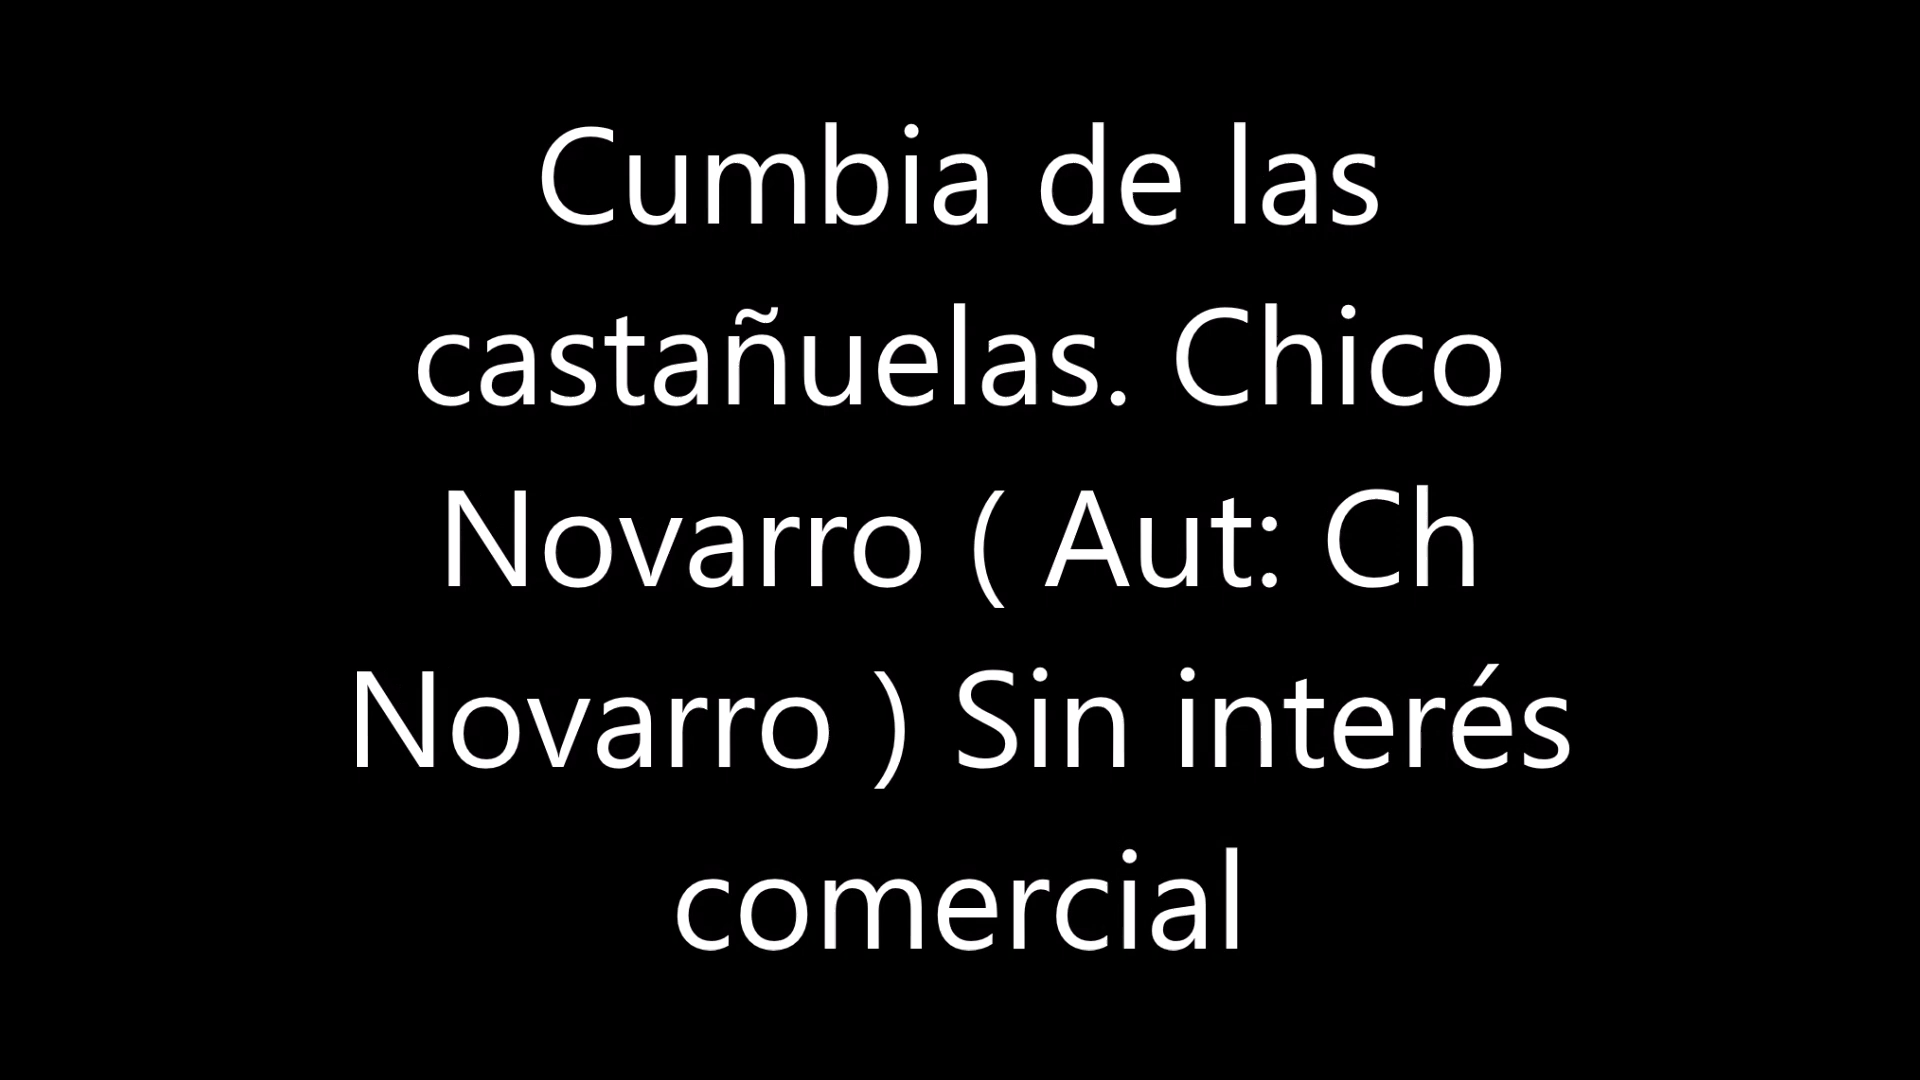 Cumbia de las
castañuelas. Chico
Novarro ( Aut: Ch
Novarro ) Sin interés
comercial